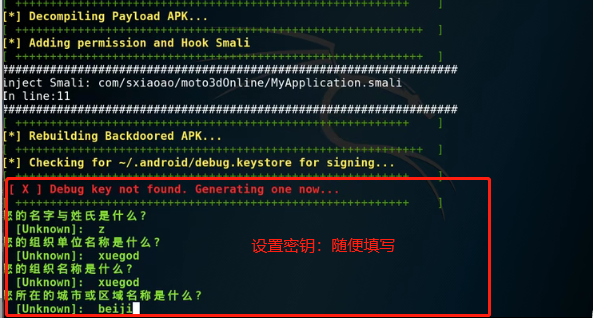 [ ++++++++++++++++++++++++++++++++++++++++++++++++ ]
[*] Decompiling Payload APK...
[ ++++++++++++++++++++++++++++++++++++++++++++++++ ]
[*] Adding permission and Hook Smali
[ ++++++++++++++++++++++++++++++++++++++++++++++++ ]
##################################################################
inject Smali: com/sxiaoao/moto3dOnline/MyApplication.smali
In line:11
##################################################################
[ ++++++++++++++++++++++++++++++++++++++++++++++++ ]
[*] Rebuilding Backdoored APK...
[ ++++++++++++++++++++++++++++++++++++++++++++++++ ]
[*] Checking for ~/.android/debug.keystore for signing...
[ ++++++++++++++++++++++++++++++++++++++++++++++++ ]
[ X ] Debug key not found. Generating one now...
[ ++++++++++++++++++++++++++++++++++++++++++++++++ ]
您的名字与姓氏是什么?
[Unknown]: z
您的组织单位名称是什么?
[Unknown]: xuegod
设置密钥：随便填写
您的组织名称是什么?
[Unknown]: xuegod
您所在的城市或区域名称是什么?
[Unknown]: beiji